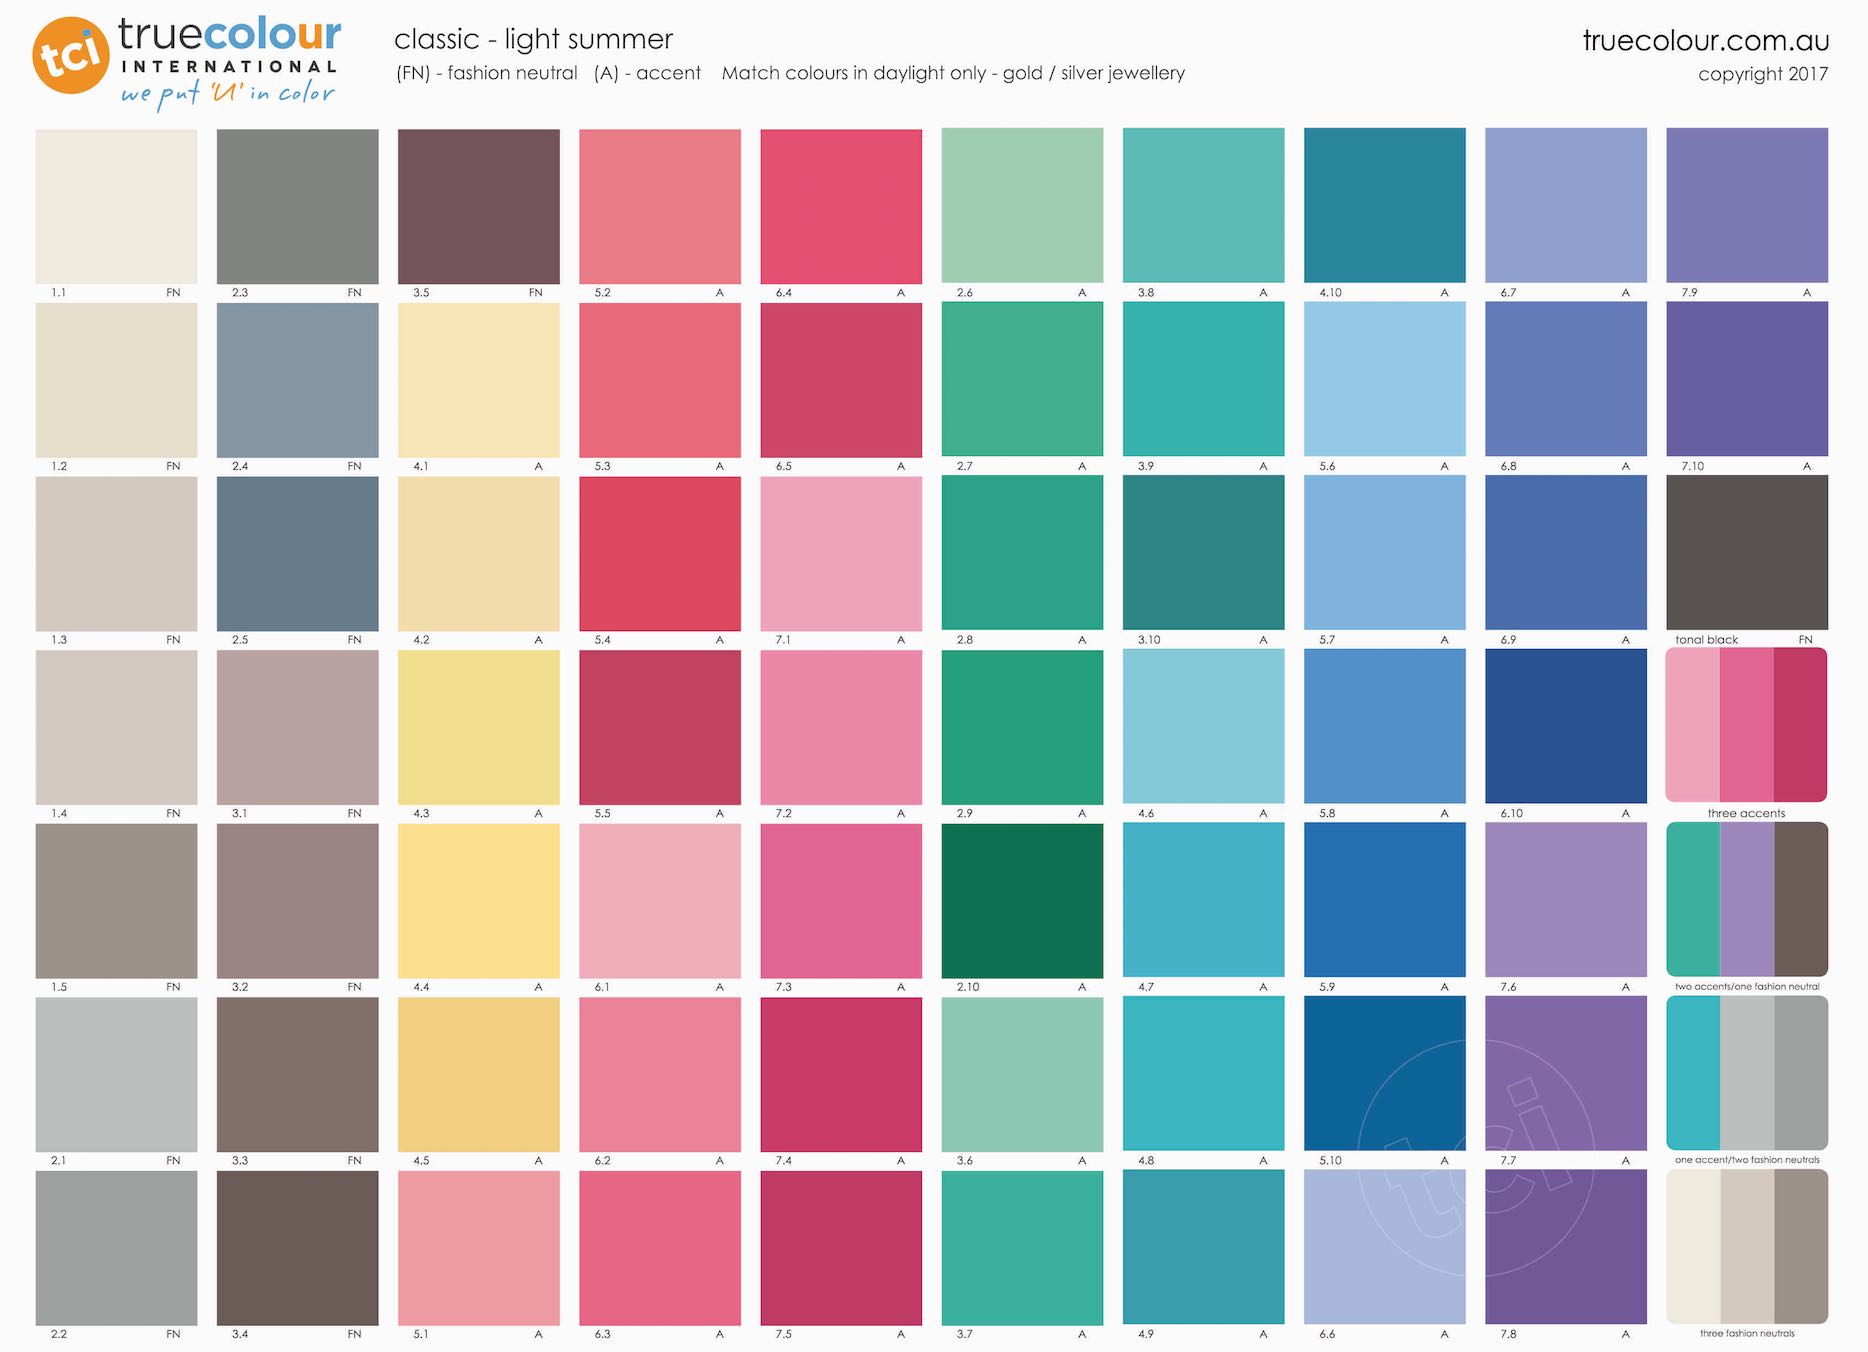 tci
truecolour
INTERNATIONAL
we put 'U' in color
classic - light summer
(FN) - fashion neutral (A) - accent Match colours in daylight only - gold / silver jewellery
truecolour.com.au
copyright 2017
1.1 FN 2.3 FN 3.5 FN 5.2 A 6.4 A 2.6 A 3.8 A 4.10 A 6.7 A 7.9 A
1.2 FN 2.4 FN 4.1 A 5.3 A 6.5 A 2.7 A 3.9 A 5.6 A 6.8 A 7.10 A
1.3 FN 2.5 FN 4.2 A 5.4 A 7.1 A 2.8 A 3.10 A 5.7 A 6.9 A tonal black FN
1.4 FN 3.1 FN 4.3 A 5.5 A 7.2 A 2.9 A 4.6 A 5.8 A 6.10 A three accents
1.5 FN 3.2 FN 4.4 A 6.1 A 7.3 A 2.10 A 4.7 A 5.9 A 7.6 A two accents/one fashion neutral
tci
2.1 FN 3.3 FN 4.5 A 6.2 A 7.4 A 3.6 A 4.8 A 5.10 A 7.7 A one accent/two fashion neutrals
2.2 FN 3.4 FN 5.1 A 6.3 A 7.5 A 3.7 A 4.9 A 6.6 A 7.8 A three fashion neutrals